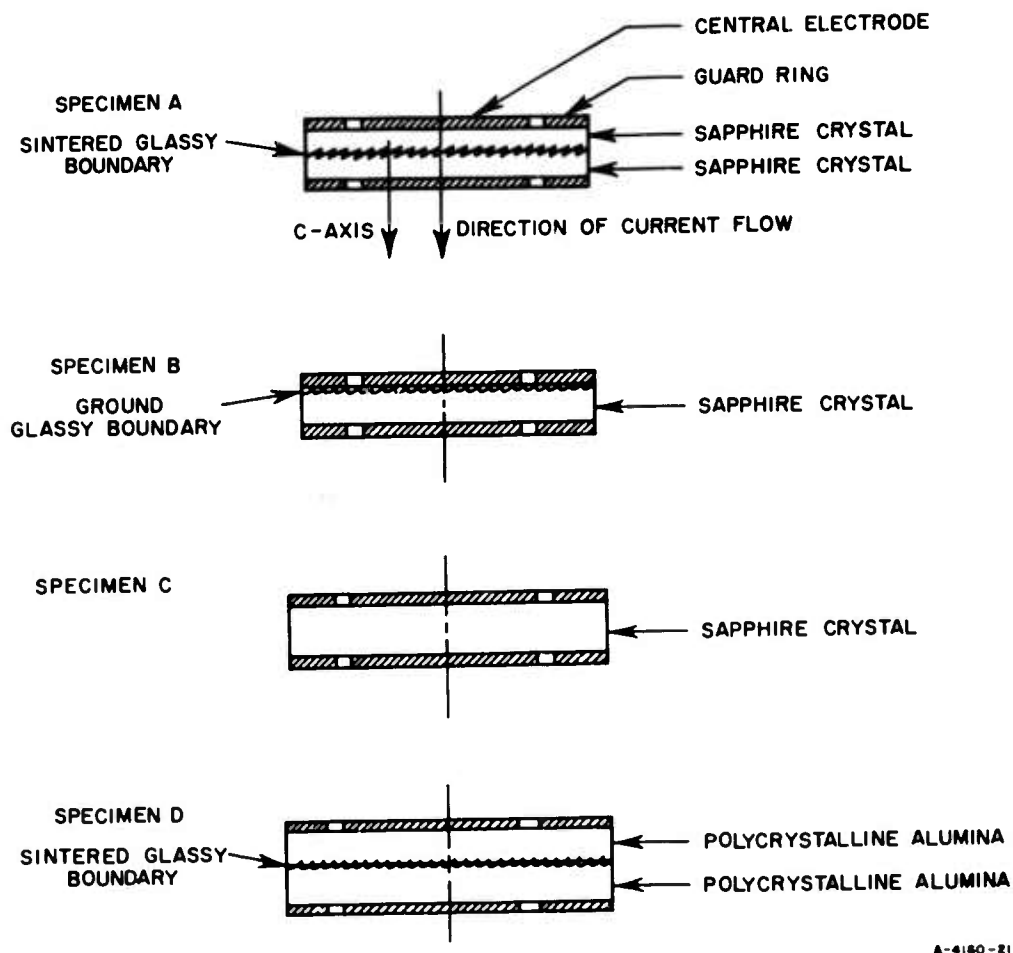 CENTRAL ELECTRODE
GUARD RING
SPECIMEN A
SINTERED GLASSY
BOUNDARY
SAPPHIRE CRYSTAL
SAPPHIRE CRYSTAL
C-AXIS
DIRECTION OF CURRENT FLOW
SPECIMEN B
GROUND
GLASSY BOUNDARY
SAPPHIRE CRYSTAL
SPECIMEN C
SAPPHIRE CRYSTAL
SPECIMEN D
SINTERED GLASSY
BOUNDARY
POLYCRYSTALLINE ALUMINA
POLYCRYSTALLINE ALUMINA
A-4160-21